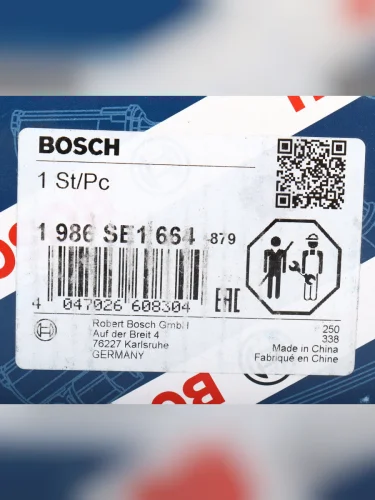 BOSCH
1 St/Pc
1 986 SE1 664 -879
4 047026 608304
EAC
Robert Bosch GmbH
Auf der Breit 4
76227 Karlsruhe
GERMANY
250
338
Made in China
Fabriqué en Chine